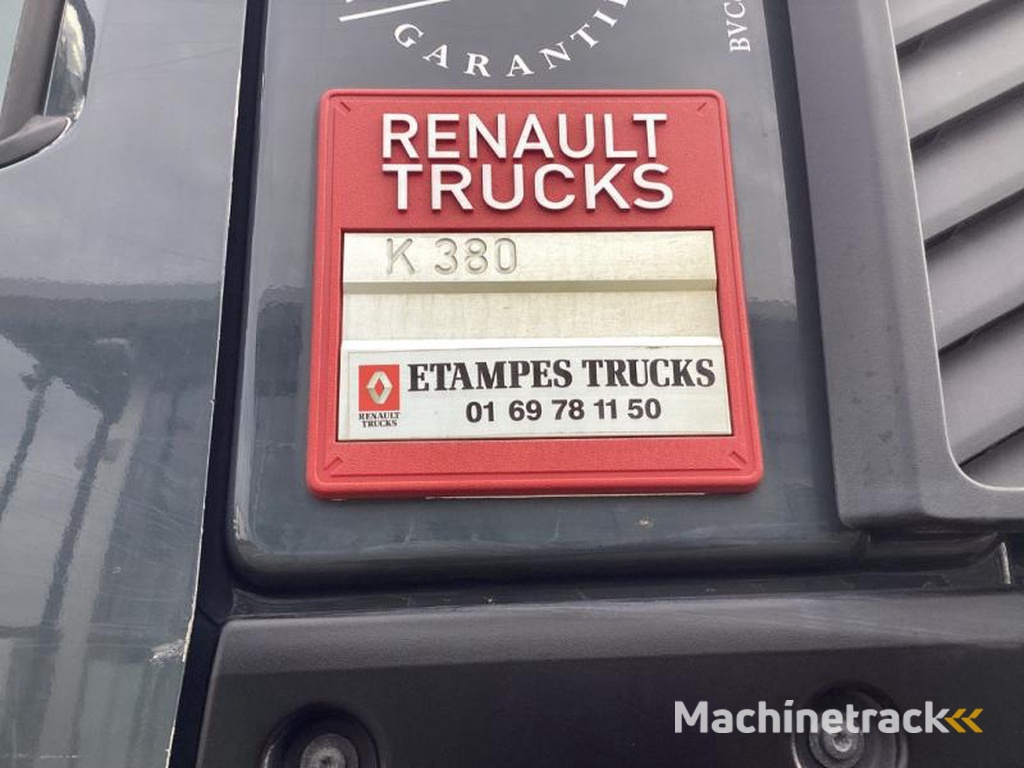 GARANTIE
BVC
RENAULT
TRUCKS
K 380
ETAMPES TRUCKS
RENAULT
TRUCKS
01 69 78 11 50
Machinetrack